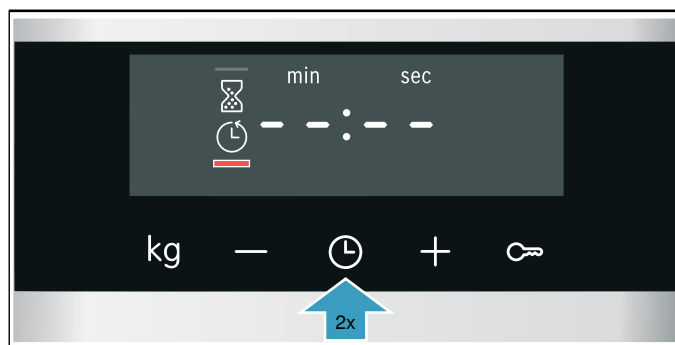 min sec
- - : - -
kg - +
2x